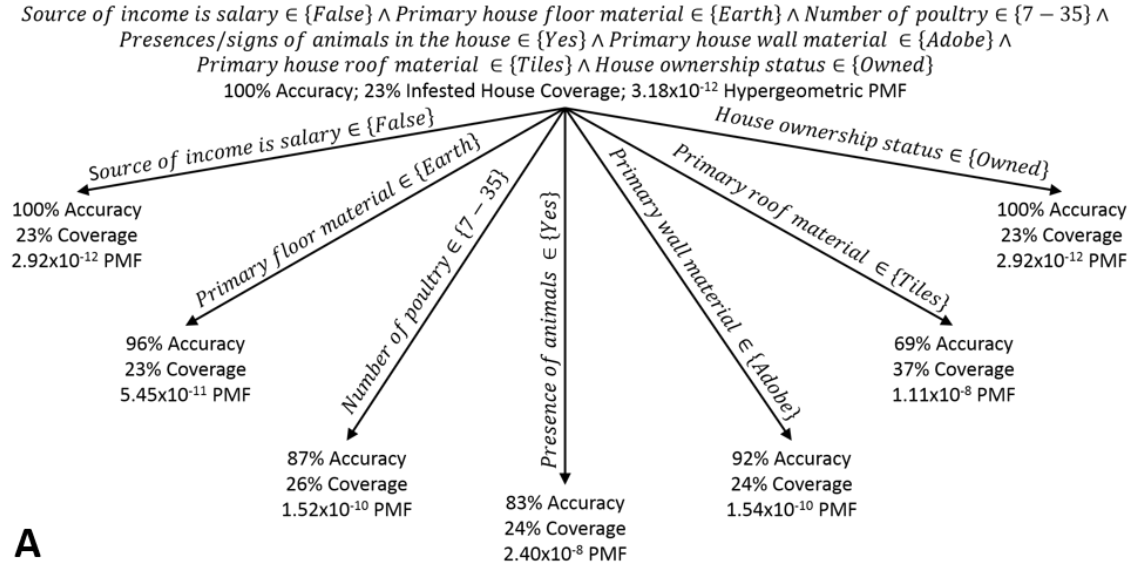 Source of income is salary ∈ {False} ∧ Primary house floor material ∈ {Earth} ∧ Number of poultry ∈ {7 − 35} ∧
Presences/signs of animals in the house ∈ {Yes} ∧ Primary house wall material ∈ {Adobe} ∧
Primary house roof material ∈ {Tiles} ∧ House ownership status ∈ {Owned}
100% Accuracy; 23% Infested House Coverage; 3.18x10⁻¹² Hypergeometric PMF
Source of income is salary ∈ {False}
100% Accuracy
23% Coverage
2.92x10⁻¹² PMF
Primary floor material ∈ {Earth}
96% Accuracy
23% Coverage
5.45x10⁻¹¹ PMF
Number of poultry ∈ {7 − 35}
87% Accuracy
26% Coverage
1.52x10⁻¹⁰ PMF
Presence of animals ∈ {Yes}
83% Accuracy
24% Coverage
2.40x10⁻⁸ PMF
Primary wall material ∈ {Adobe}
92% Accuracy
24% Coverage
1.54x10⁻¹⁰ PMF
Primary roof material ∈ {Tiles}
69% Accuracy
37% Coverage
1.11x10⁻⁸ PMF
House ownership status ∈ {Owned}
100% Accuracy
23% Coverage
2.92x10⁻¹² PMF
A